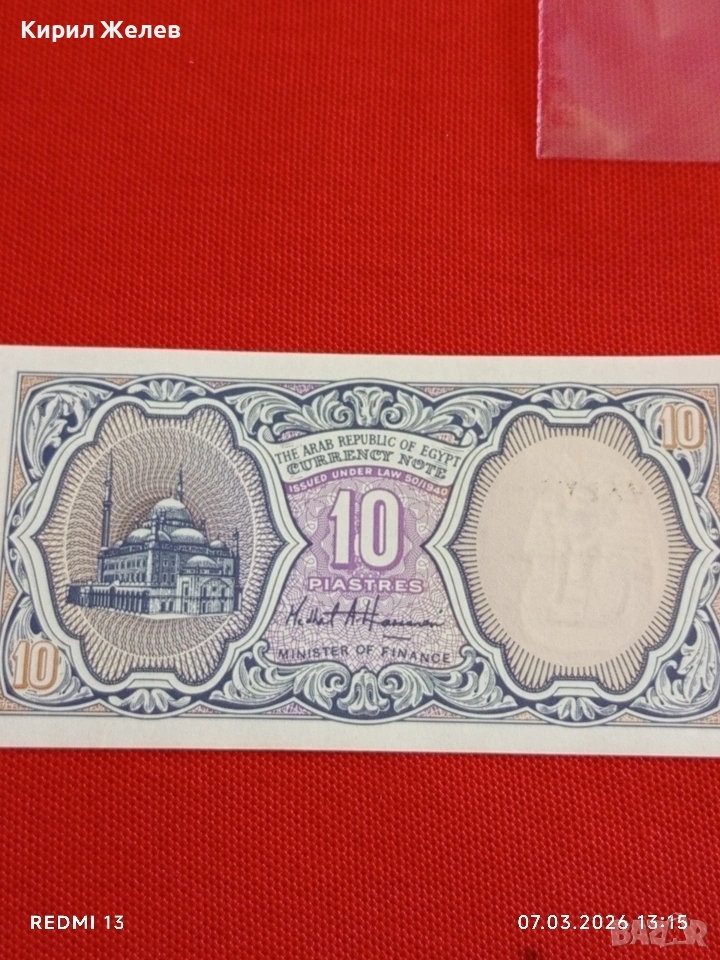 Кирил Желев
10
THE ARAB REPUBLIC OF EGYPT
CURRENCY NOTE
ISSUED UNDER LAW 50/1940
10
PIASTRES
MINISTER OF FINANCE
10
REDMI 13
07.03.2026 13:15
BAZAR